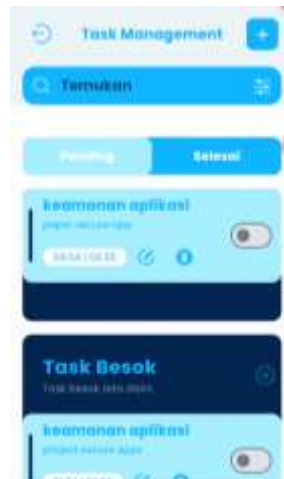 Task Management
Temukan
Pending
Selesai
keamanan aplikasi
project secure app
Task Besok
keamanan aplikasi
project secure apps